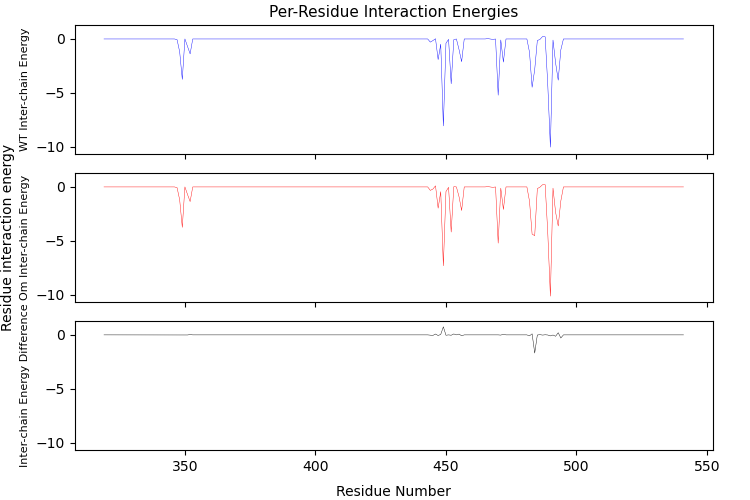 Per-Residue Interaction Energies
Residue interaction energy
WT Inter-chain Energy
0
−5
−10
Om Inter-chain Energy
0
−5
−10
Inter-chain Energy Difference
0
−5
−10
350
400
450
500
550
Residue Number